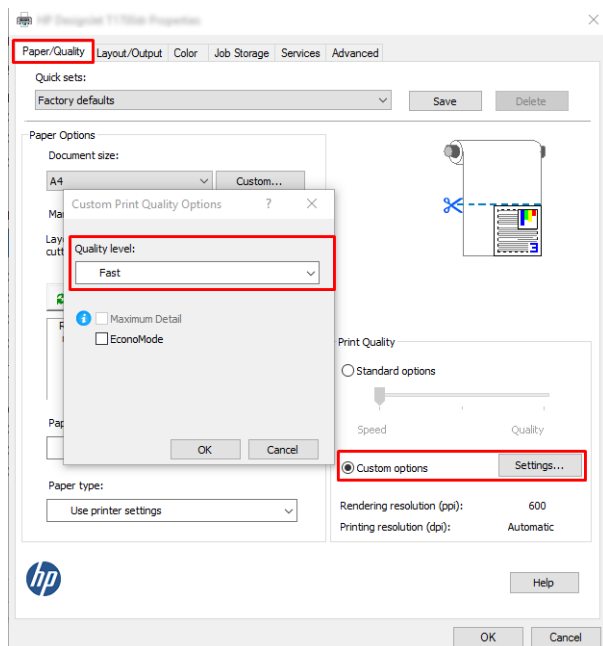 Paper/Quality Layout/Output Color Job Storage Services Advanced
Quick sets:
Factory defaults
Save
Delete
Paper Options
Document size:
A4
Custom...
Custom Print Quality Options ?
Quality level:
Fast
Maximum Detail
EconoMode
OK
Cancel
Paper type:
Use printer settings
Print Quality
Standard options
Speed
Quality
Custom options
Settings...
Rendering resolution (ppi): 600
Printing resolution (dpi): Automatic
hp
Help
OK
Cancel